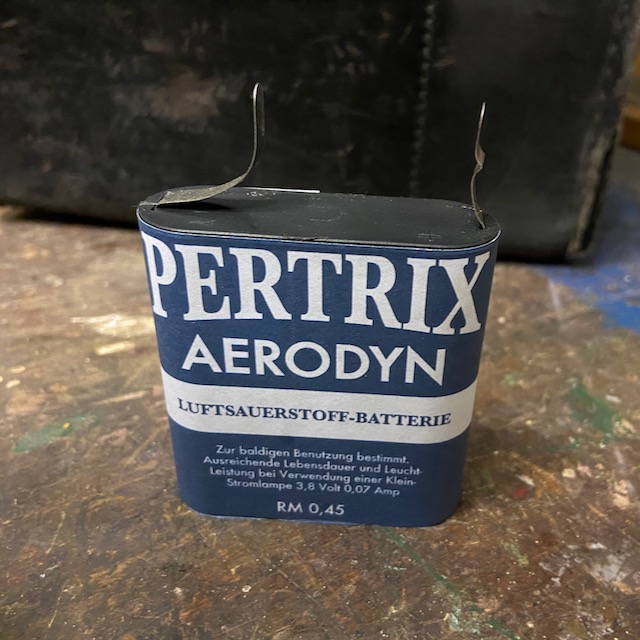 PERTRIX
AERODYN
LUFTSAUERSTOFF-BATTERIE
Zur baldigen Benutzung bestimmt.
Ausreichende Lebensdauer und Leucht-
Leistung bei Verwendung einer Klein-
Stromlampe 3,8 Volt 0,07 Amp
RM 0,45